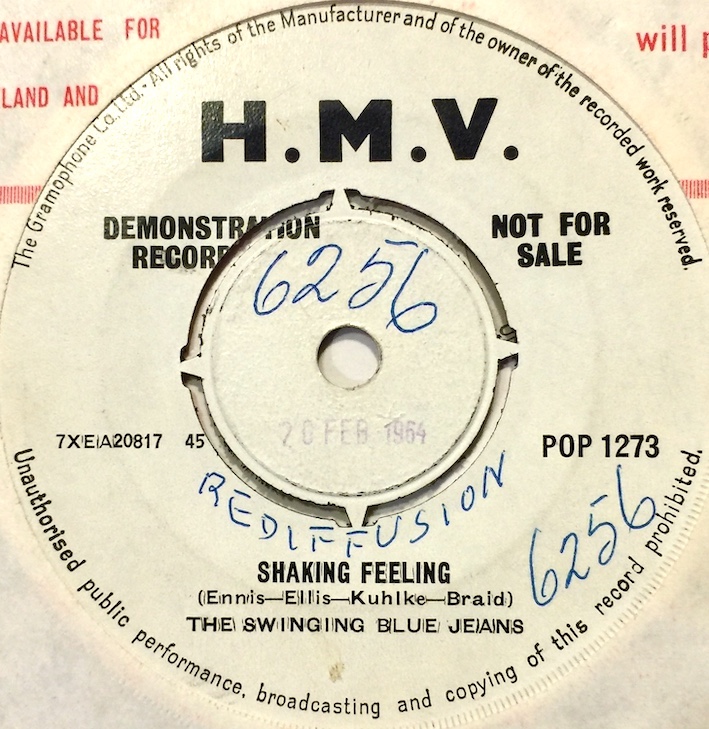 AVAILABLE FOR
LAND AND
will p
The Gramophone Co. Ltd. · All rights of the Manufacturer and of the owner of the recorded work reserved.
H.M.V.
DEMONSTRATION
RECORD
NOT FOR
SALE
6256
7XEA20817 45
20 FEB 1964
POP 1273
REDIFFUSION
6256
SHAKING FEELING
(Ennis—Ellis—Kuhlke—Braid)
THE SWINGING BLUE JEANS
Unauthorised public performance, broadcasting and copying of this record prohibited.